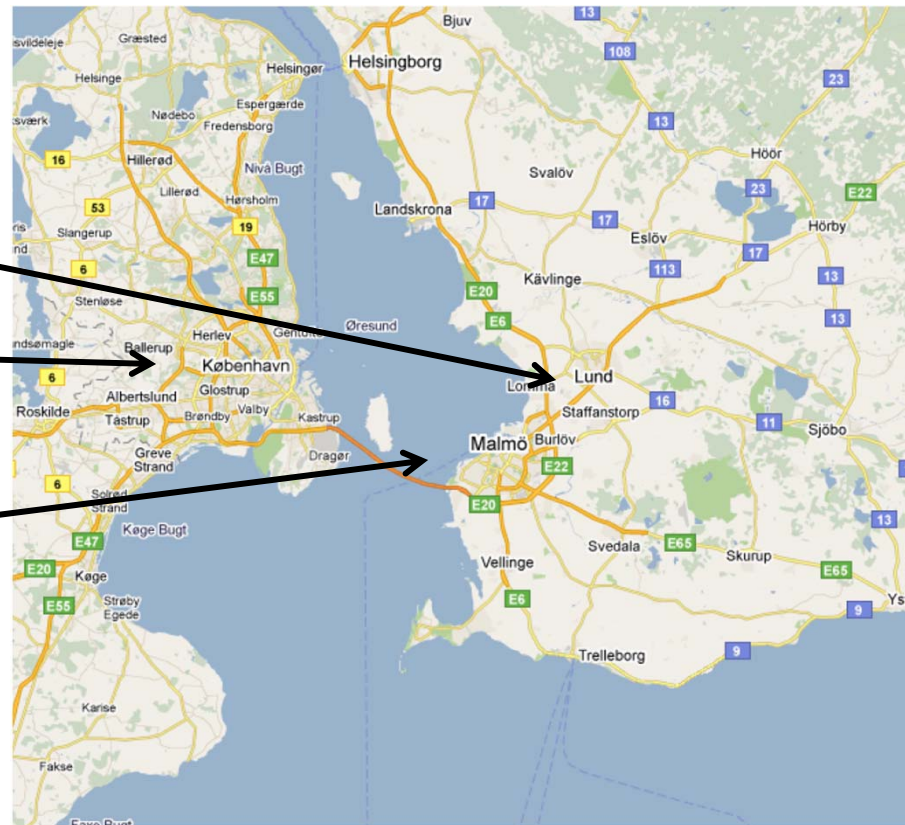 Bjuv
13
svildeleje
Græsted
108
Helsingør
Helsingborg
Helsinge
23
Espergærde
Nødebo
Fredensborg
13
16
Hillerød
Nivå Bugt
Höör
Svalöv
Lillerød
23
E22
53
Hørsholm
17
Landskrona
Slangerup
19
17
Hörby
Eslöv
E47
17
6
113
Kävlinge
13
Stenløse
E55
E20
Øresund
E6
13
Herlev
Gentofte
Ballerup
København
6
Lomma
Lund
Albertslund
Glostrup
16
Roskilde
Valby
Staffanstorp
Brøndby
Kastrup
Tåstrup
11
Sjöbo
Malmö
Burlöv
Greve
Strand
Dragør
E22
6
Solrød
Strand
E20
Køge Bugt
13
E47
Svedala
E65
Skurup
E20
Vellinge
E65
Køge
E55
Strøby
Egede
E6
9
Trelleborg
9
Karise
Fakse